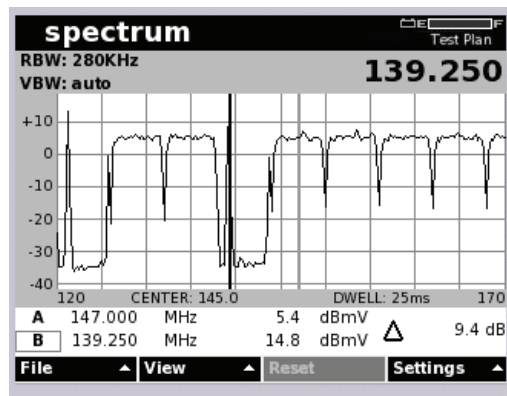 spectrum
E F
Test Plan
RBW: 280KHz
VBW: auto
139.250
+10
0
-10
-20
-30
-40
120 CENTER: 145.0 DWELL: 25ms 170
A 147.000 MHz 5.4 dBmV
B 139.250 MHz 14.8 dBmV
Δ 9.4 dB
File View Reset Settings